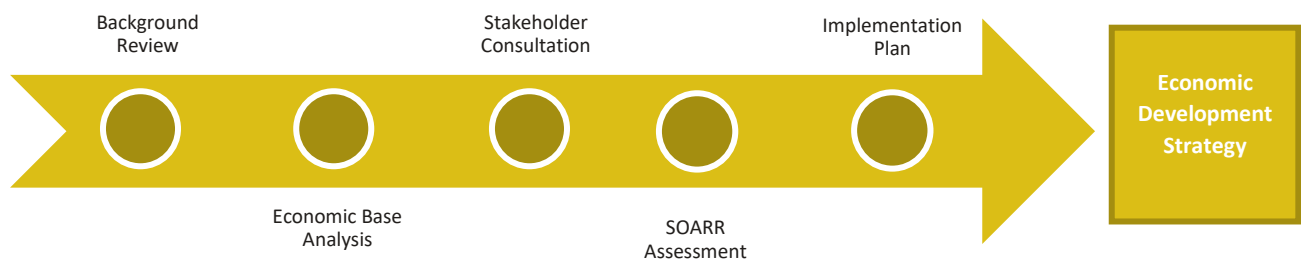 Background
Review
Stakeholder
Consultation
Implementation
Plan
Economic
Development
Strategy
Economic Base
Analysis
SOARR
Assessment